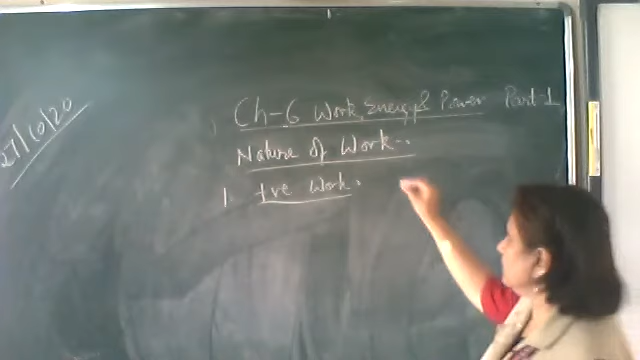 27/10/20
Ch-6 Work, Energy & Power Part-1
Nature of Work-:
1. +ve Work.